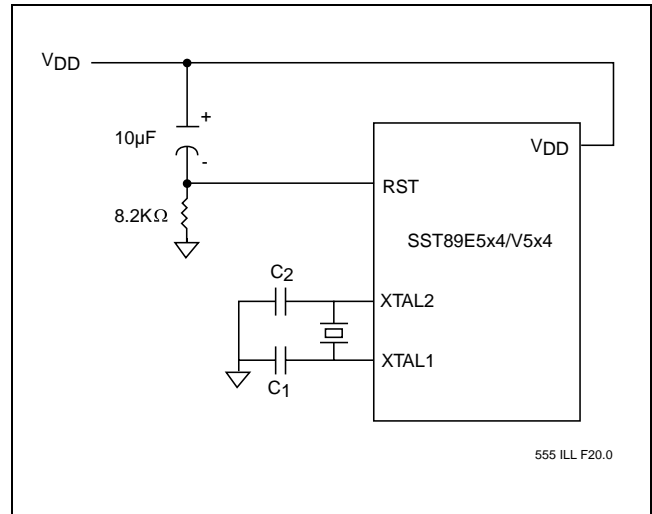 VDD
+
10µF
-
8.2KΩ
VDD
RST
SST89E5x4/V5x4
C2
XTAL2
XTAL1
C1
555 ILL F20.0